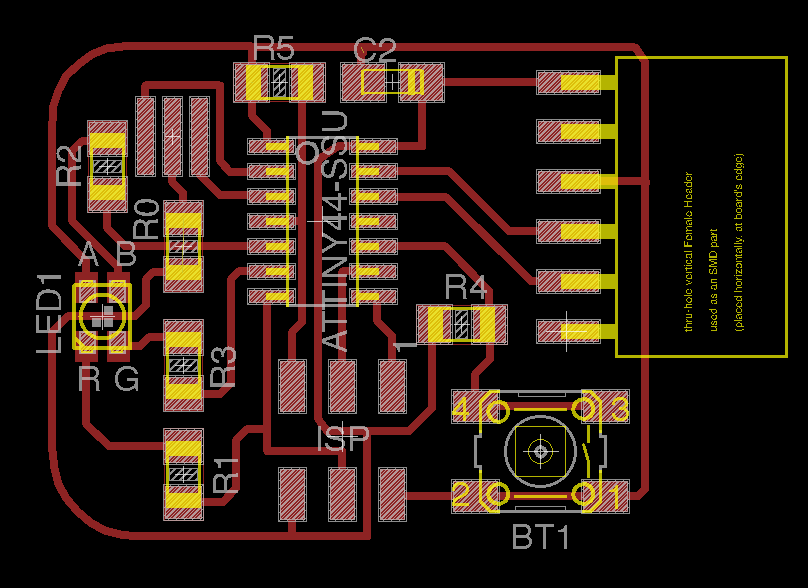 R5
C2
R2
ATTINY44-SSU
R0
A
B
LED1
R4
thru-hole vertical Female Header
used as an SMD part
(placed horizontally, at board's edge)
R
G
R3
1
4
3
ISP
R1
2
1
BT1